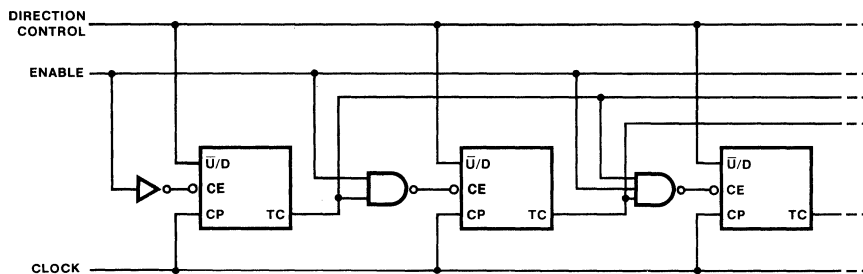 DIRECTION
CONTROL
ENABLE
U̅/D
CE
CP TC
U̅/D
CE
CP TC
U̅/D
CE
CP TC
CLOCK